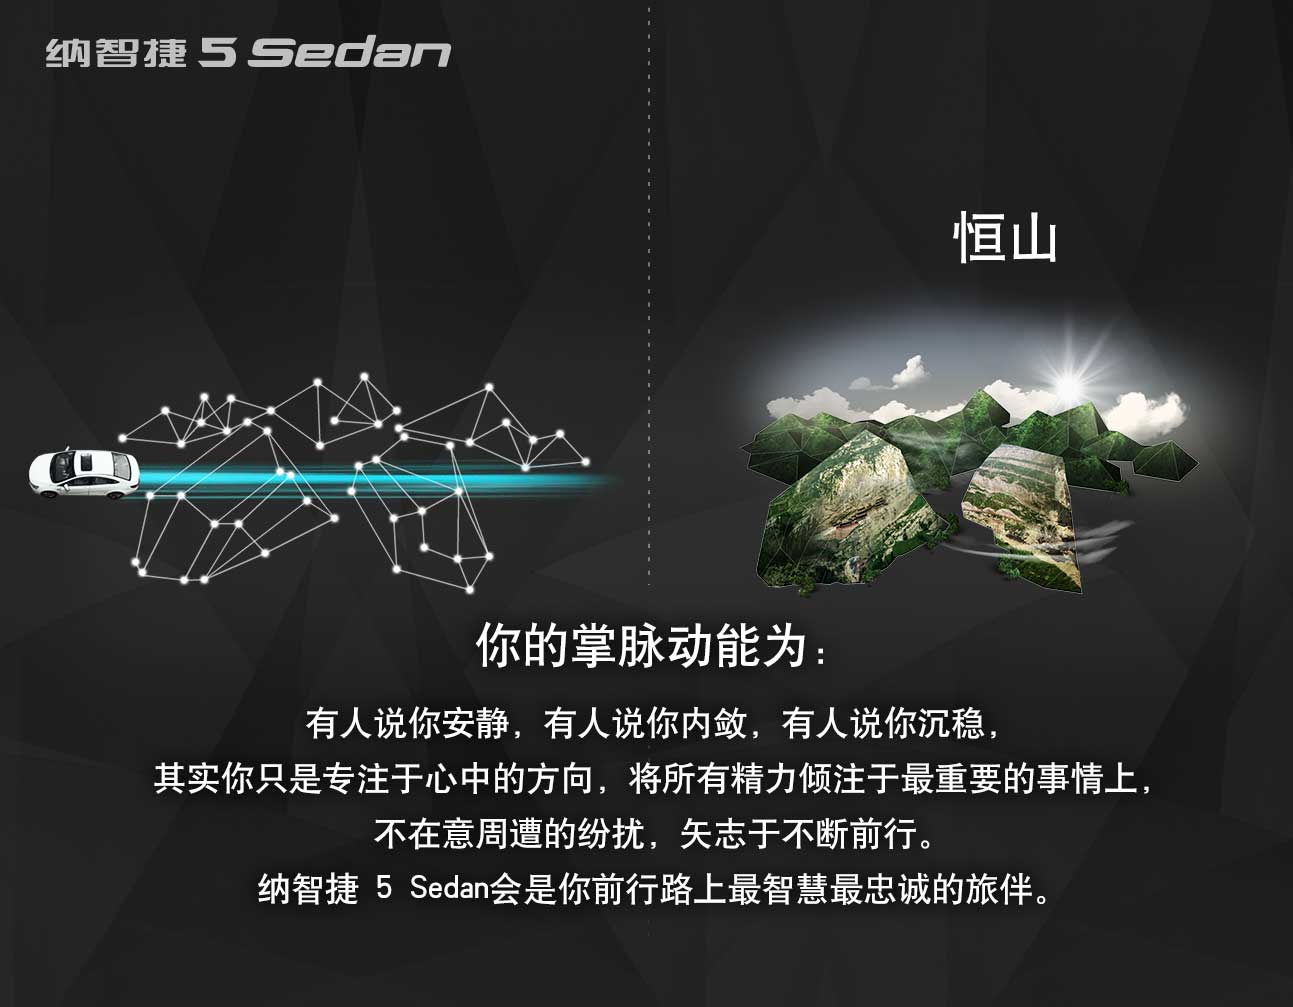 纳智捷 5 Sedan
恒山
你的掌脉动能为：
有人说你安静，有人说你内敛，有人说你沉稳，
其实你只是专注于心中的方向，将所有精力倾注于最重要的事情上，
不在意周遭的纷扰，矢志于不断前行。
纳智捷 5 Sedan会是你前行路上最智慧最忠诚的旅伴。